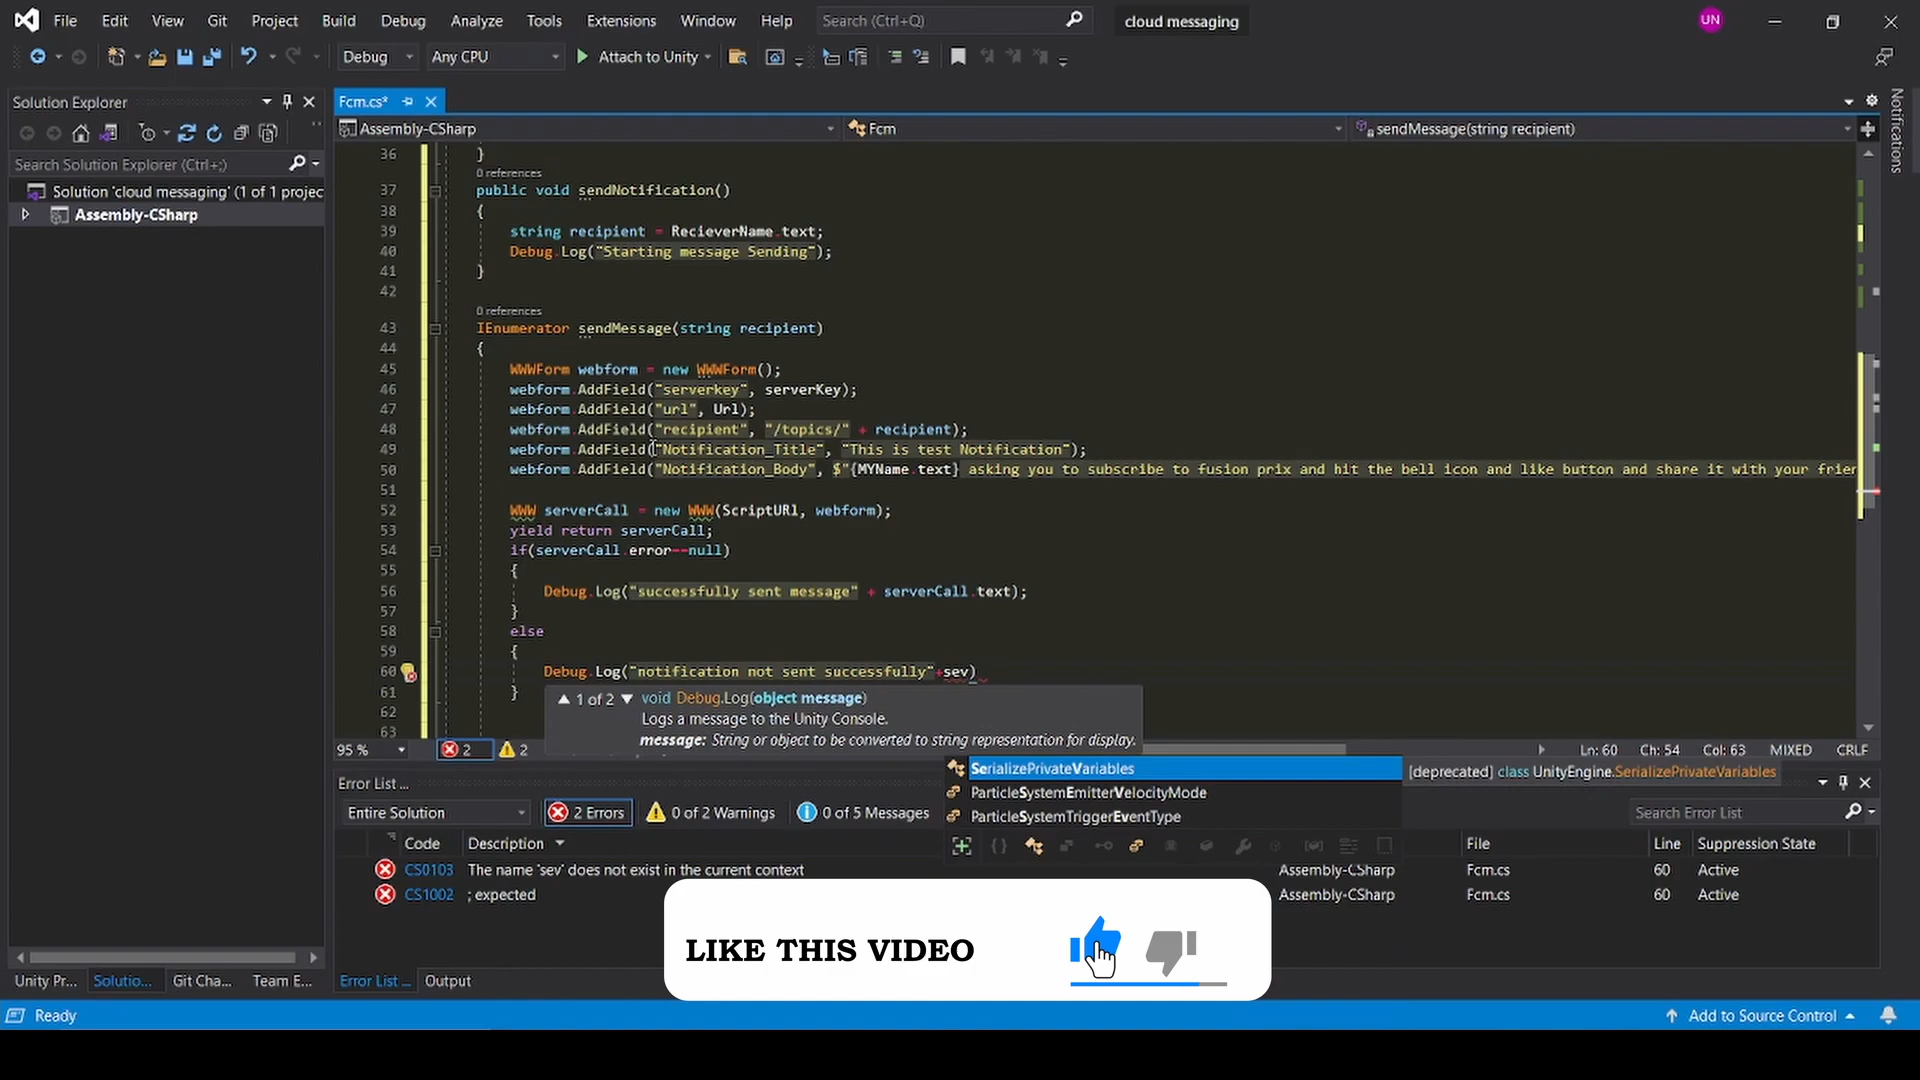 File Edit View Git Project Build Debug Analyze Tools Extensions Window Help Search (Ctrl+Q) cloud messaging UN
Debug Any CPU Attach to Unity
Solution Explorer
Fcm.cs*
Notifications
Assembly-CSharp Fcm sendMessage(string recipient)
Search Solution Explorer (Ctrl+;)
Solution 'cloud messaging' (1 of 1 projec
Assembly-CSharp
36 }
0 references
37 public void sendNotification()
38 {
39 string recipient = RecieverName.text;
40 Debug.Log("Starting message Sending");
41 }
42
0 references
43 IEnumerator sendMessage(string recipient)
44 {
45 WWWForm webform = new WWWForm();
46 webform.AddField("serverkey", serverKey);
47 webform.AddField("url", Url);
48 webform.AddField("recipient", "/topics/" + recipient);
49 webform.AddField("Notification_Title", "This is test Notification");
50 webform.AddField("Notification_Body", $"{MYName.text} asking you to subscribe to fusion prix and hit the bell icon and like button and share it with your frien
51
52 WWW serverCall = new WWW(ScriptURl, webform);
53 yield return serverCall;
54 if(serverCall.error==null)
55 {
56 Debug.Log("successfully sent message" + serverCall.text);
57 }
58 else
59 {
60 Debug.Log("notification not sent successfully"+sev)
61 }
62
63
1 of 2 void Debug.Log(object message)
Logs a message to the Unity Console.
message: String or object to be converted to string representation for display.
95 % 2 2 Ln: 60 Ch: 54 Col: 63 MIXED CRLF
SerializePrivateVariables
[deprecated] class UnityEngine.SerializePrivateVariables
ParticleSystemEmitterVelocityMode
ParticleSystemTriggerEventType
Error List ...
Entire Solution 2 Errors 0 of 2 Warnings 0 of 5 Messages Search Error List
Code Description File Line Suppression State
CS0103 The name 'sev' does not exist in the current context Assembly-CSharp Fcm.cs 60 Active
CS1002 ; expected Assembly-CSharp Fcm.cs 60 Active
LIKE THIS VIDEO
Unity Pr... Solutio... Git Cha... Team E... Error List ... Output
Ready Add to Source Control